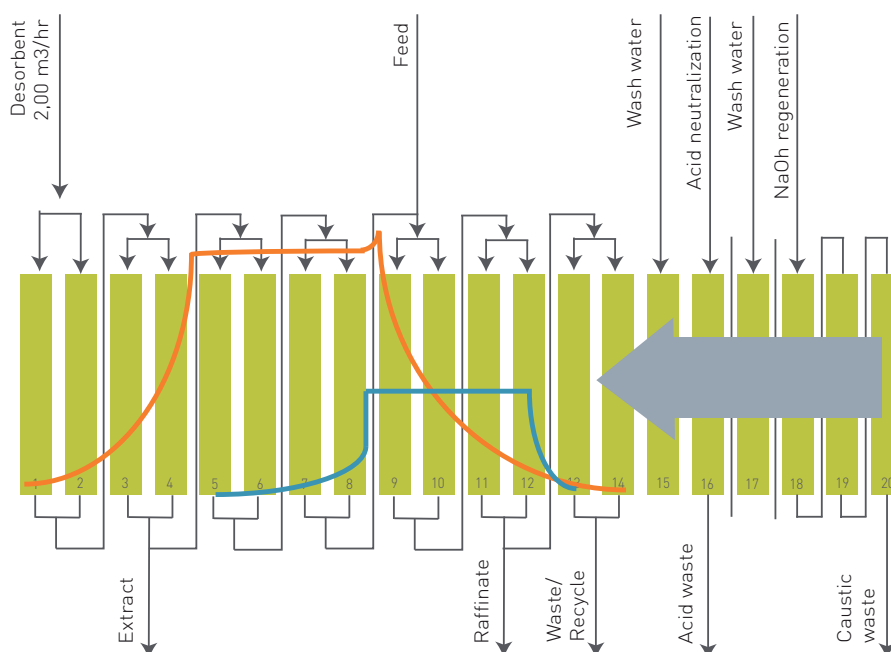 Desorbent
2,00 m3/hr
Feed
Wash water
Acid neutralization
Wash water
NaOh regeneration
1
2
3
4
5
6
7
8
9
10
11
12
13
14
15
16
17
18
19
20
Extract
Raffinate
Waste/
Recycle
Acid waste
Caustic
waste